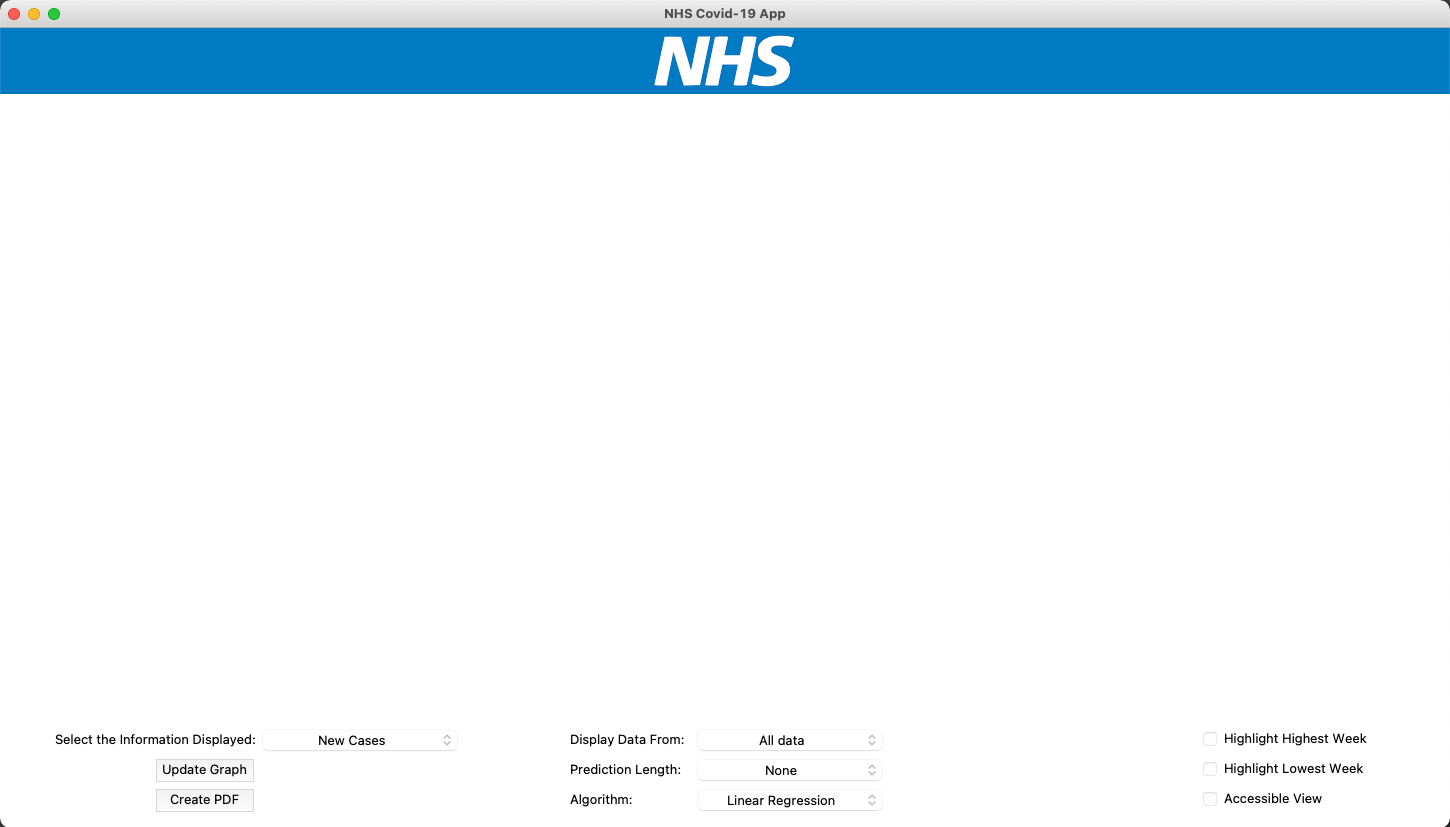 NHS Covid-19 App
NHS
Select the Information Displayed: New Cases
Update Graph
Create PDF
Display Data From: All data
Prediction Length: None
Algorithm: Linear Regression
Highlight Highest Week
Highlight Lowest Week
Accessible View